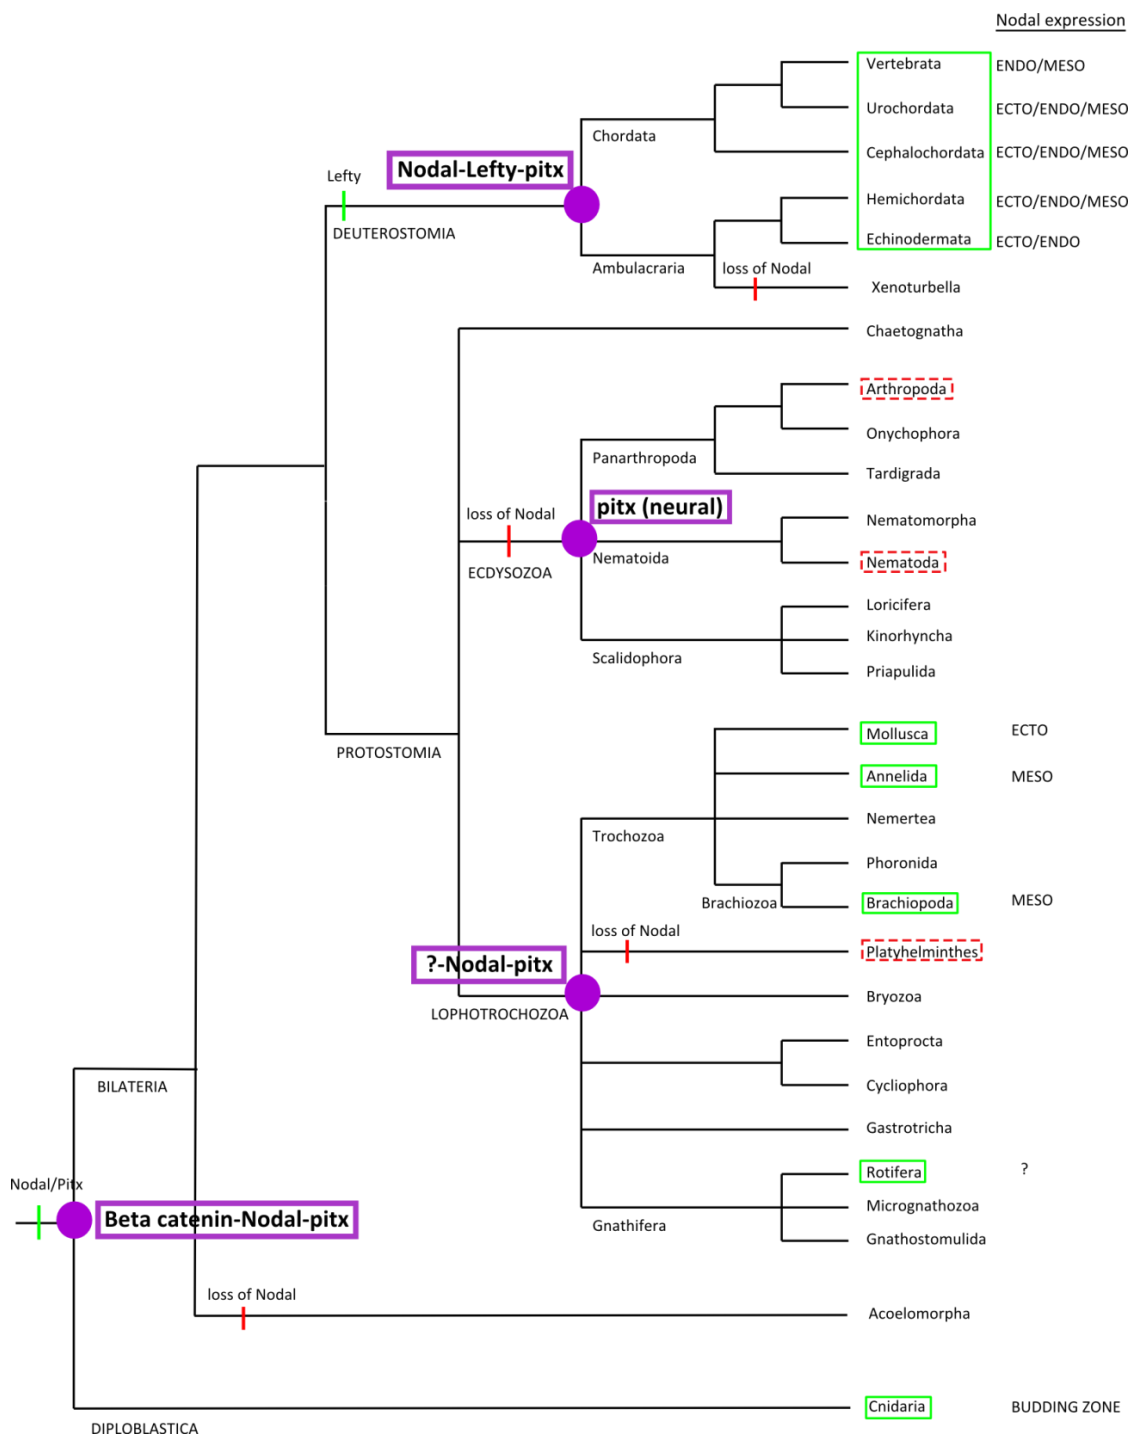 Nodal expression
Vertebrata ENDO/MESO
Urochordata ECTO/ENDO/MESO
Chordata
Cephalochordata ECTO/ENDO/MESO
Nodal-Lefty-pitx
Lefty
Hemichordata ECTO/ENDO/MESO
DEUTEROSTOMIA
Echinodermata ECTO/ENDO
Ambulacraria
loss of Nodal
Xenoturbella
Chaetognatha
Arthropoda
Onychophora
Panarthropoda
Tardigrada
pitx (neural)
loss of Nodal
Nematomorpha
Nematoida
Nematoda
ECDYSOZOA
Loricifera
Kinorhyncha
Scalidophora
Priapulida
Mollusca ECTO
PROTOSTOMIA
Annelida MESO
Nemertea
Trochozoa
Phoronida
Brachiozoa
Brachiopoda MESO
loss of Nodal
Platyhelminthes
?-Nodal-pitx
Bryozoa
LOPHOTROCHOZOA
Entoprocta
Cycliophora
BILATERIA
Gastrotricha
Rotifera ?
Nodal/Pitx
Micrognathozoa
Beta catenin-Nodal-pitx
Gnathifera
Gnathostomulida
loss of Nodal
Acoelomorpha
Cnidaria BUDDING ZONE
DIPLOBLASTICA